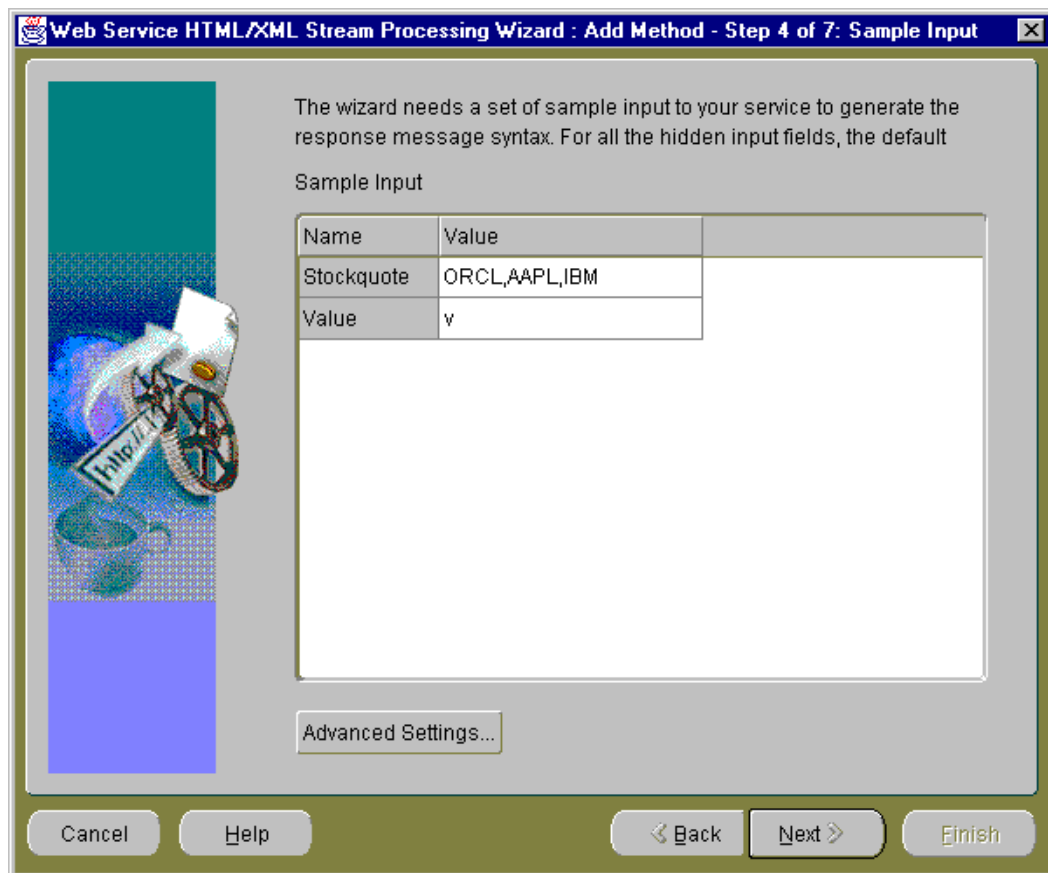 Web Service HTML/XML Stream Processing Wizard : Add Method - Step 4 of 7: Sample Input
The wizard needs a set of sample input to your service to generate the
response message syntax. For all the hidden input fields, the default
Sample Input
Name Value
Stockquote ORCL,AAPL,IBM
Value v
http://
Advanced Settings...
Cancel Help Back Next Finish